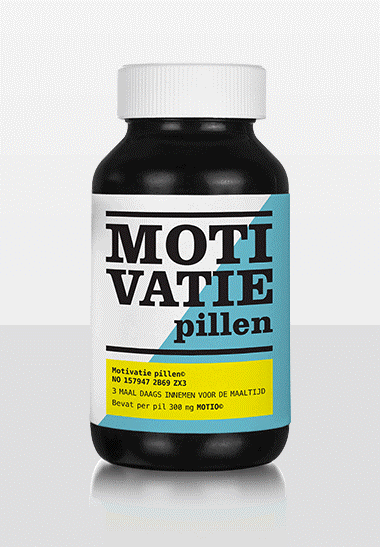 MOTI
VATIE
pillen
Motivatie pillen©
NO 157947 2B69 ZX3
3 MAAL DAAGS INNEMEN VOOR DE MAALTIJD
Bevat per pil 300 mg MOTIO©